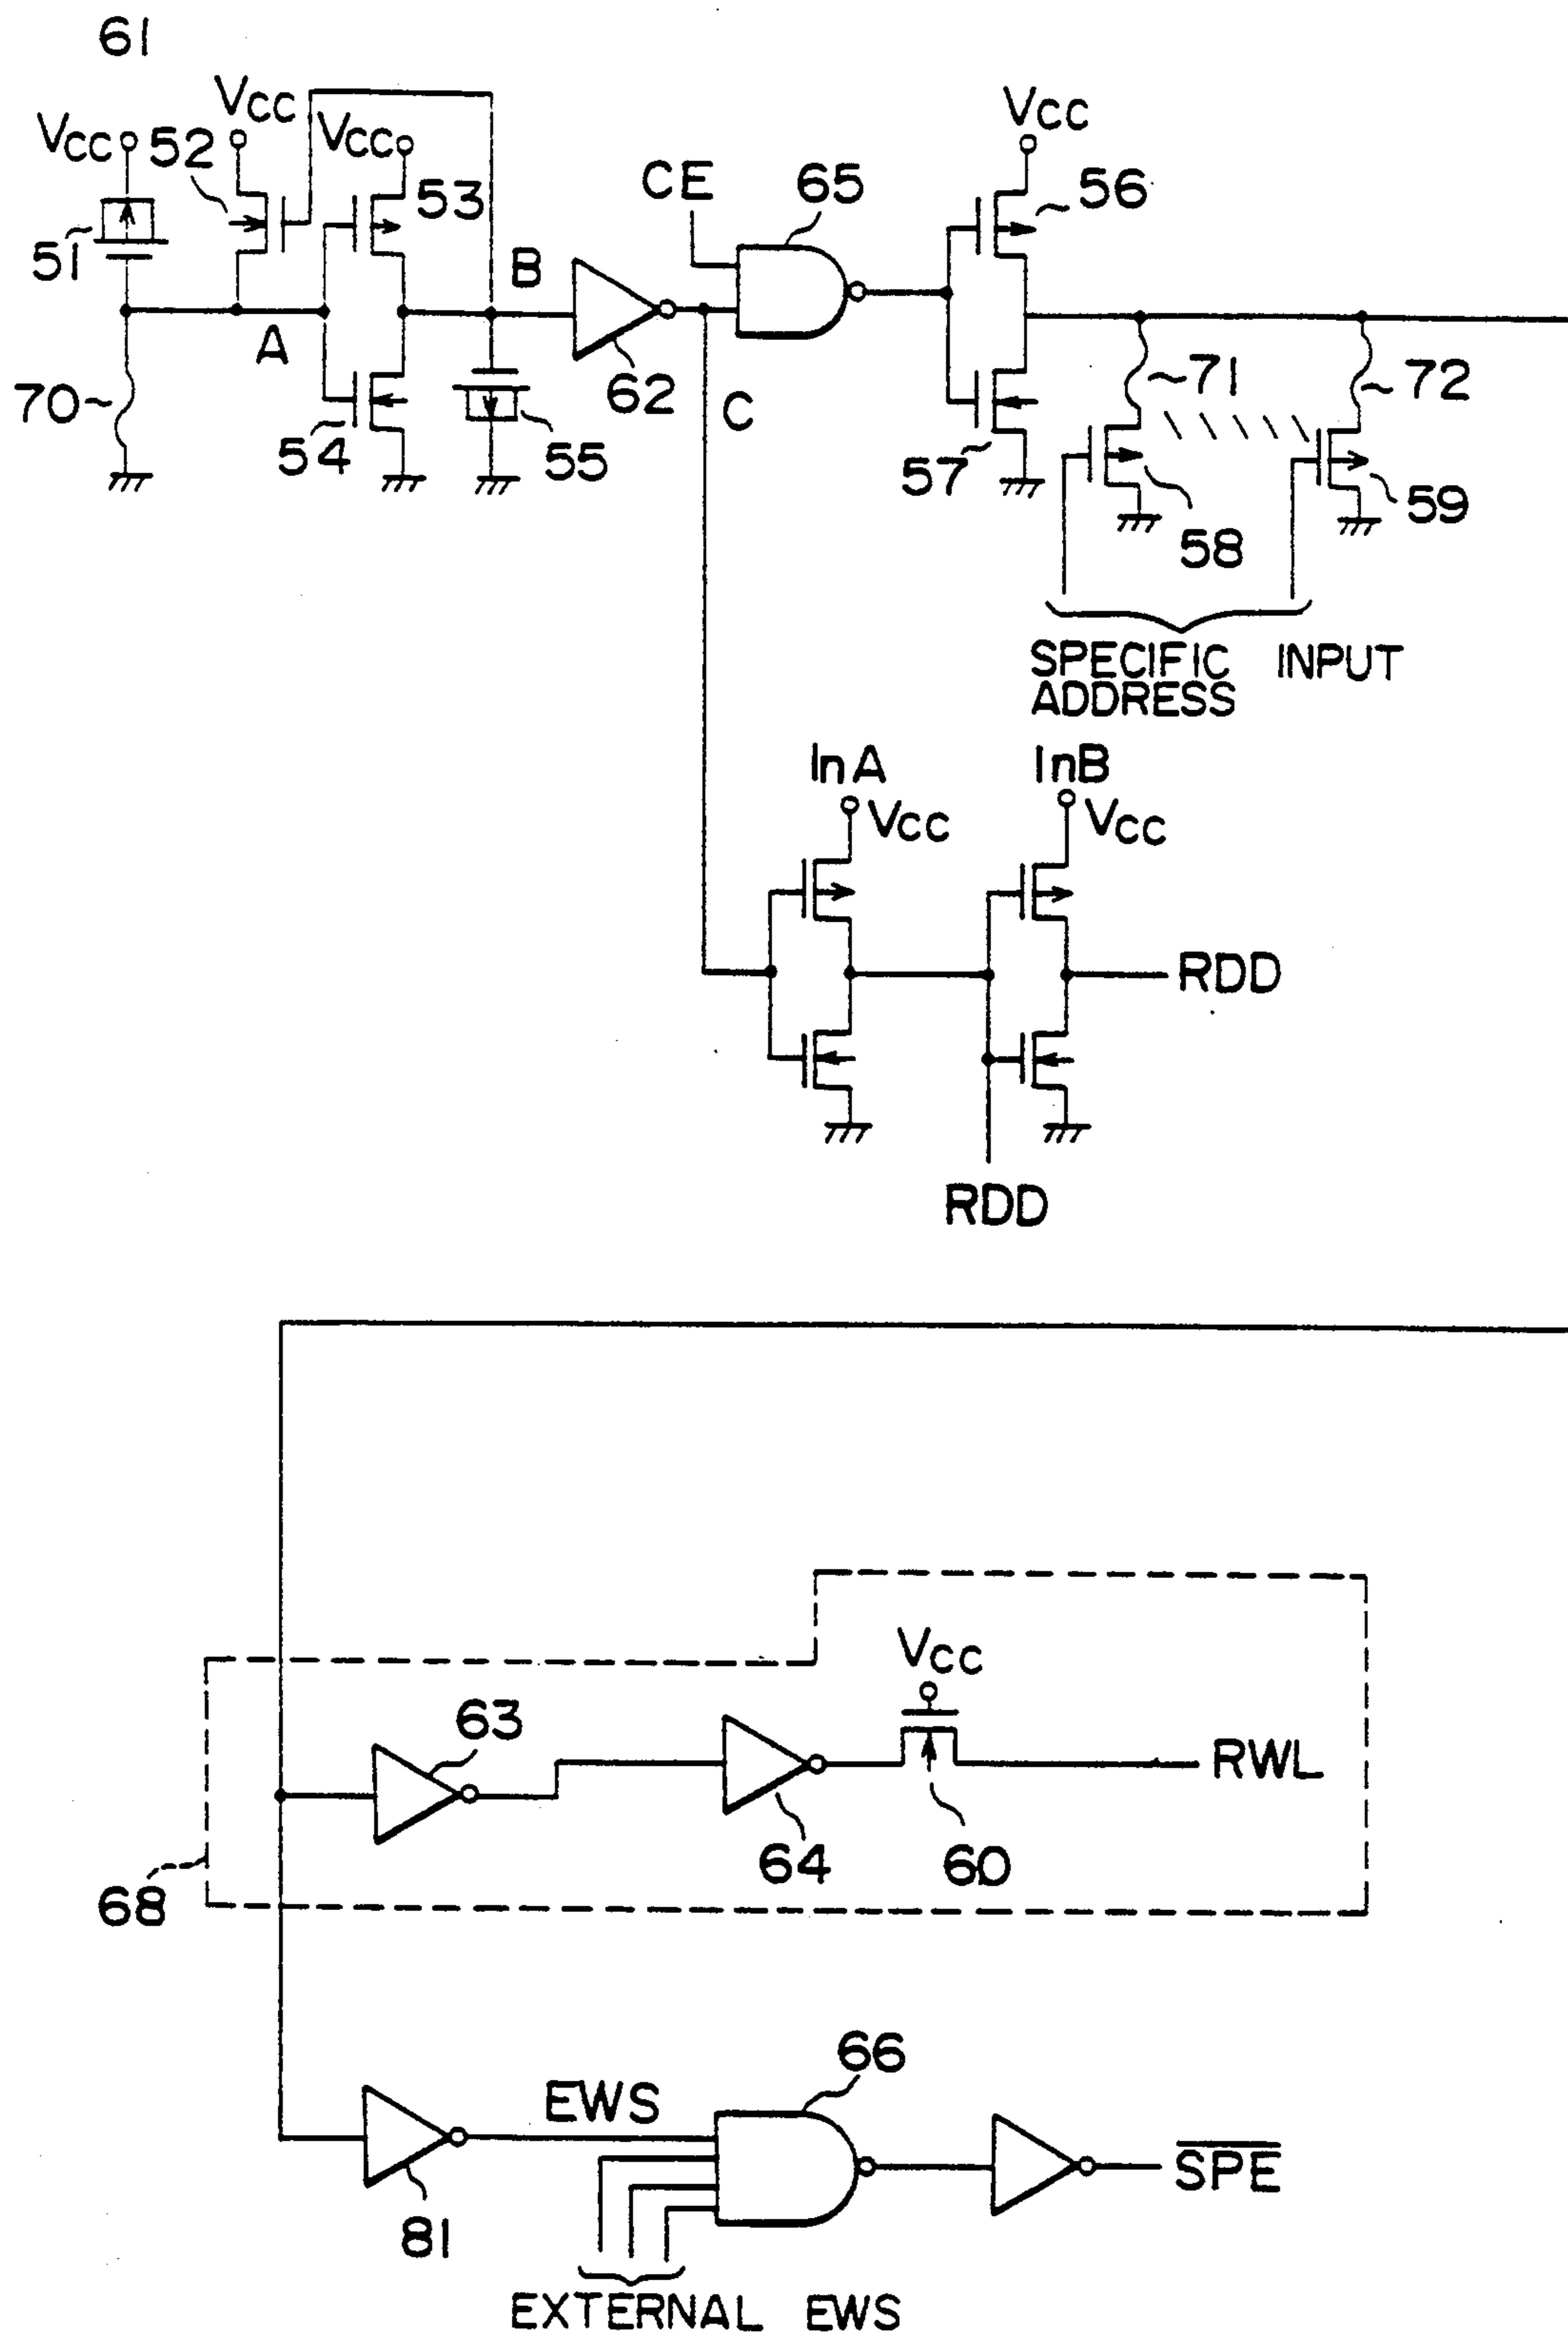 61
VCC
VCC
52
VCC
53
51
A
B
70
54
55
62
C
CE
65
VCC
56
57
71
72
58
59
SPECIFIC INPUT
ADDRESS
InA
VCC
InB
VCC
RDD
RDD
VCC
63
64
60
RWL
68
66
EWS
81
SPE
EXTERNAL EWS